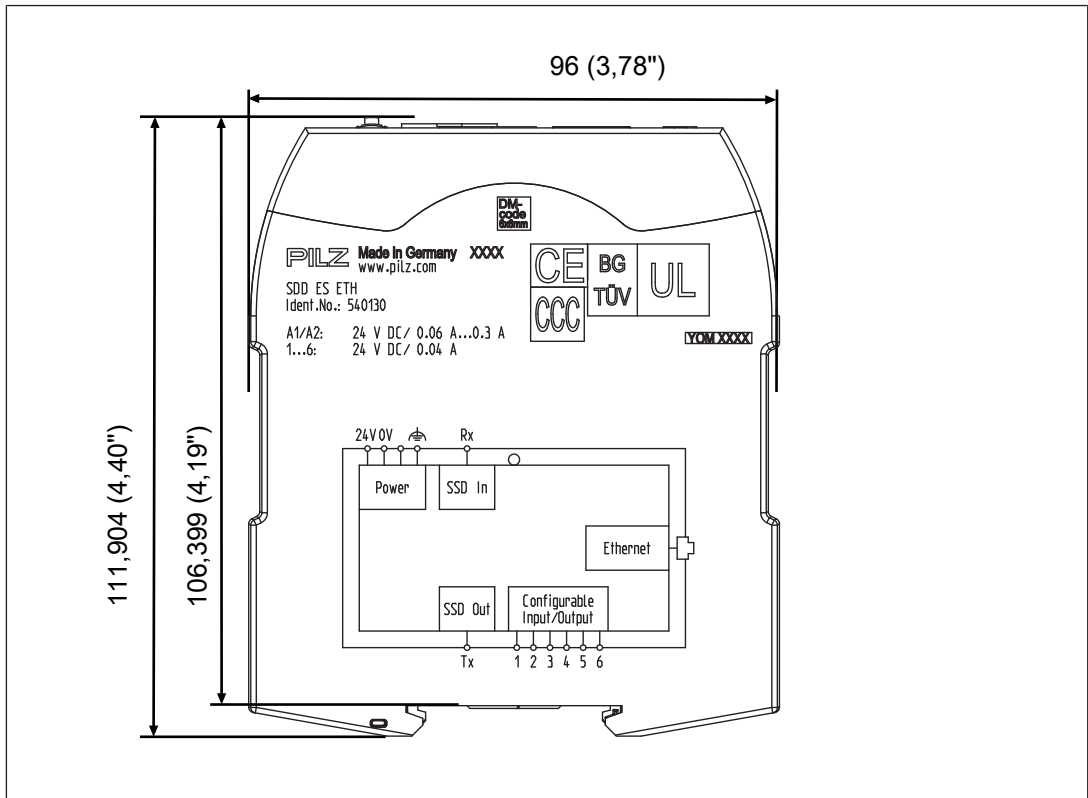 96 (3,78")
111,904 (4,40")
106,399 (4,19")
DM-
code
6x6mm
PILZ Made in Germany XXXX
www.pilz.com
SDD ES ETH
Ident.No.: 540130
A1/A2: 24 V DC/ 0.06 A...0.3 A
1...6: 24 V DC/ 0.04 A
CE
CCC
BG
TÜV
UL
YOM XXXX
24V 0V Rx
Power
SSD In
Ethernet
SSD Out
Configurable
Input/Output
Tx 1 2 3 4 5 6